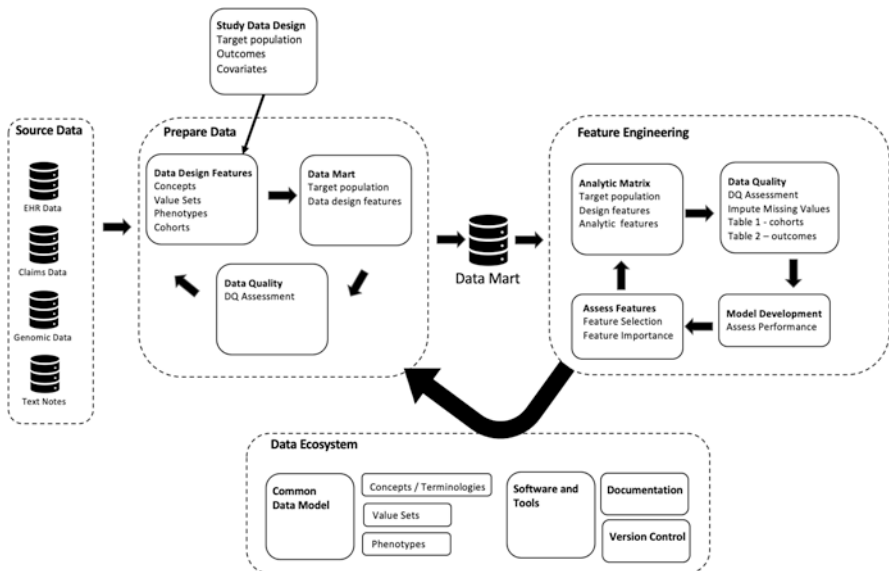 Study Data Design
Target population
Outcomes
Covariates
Source Data
EHR Data
Claims Data
Genomic Data
Text Notes
Prepare Data
Data Design Features
Concepts
Value Sets
Phenotypes
Cohorts
Data Mart
Target population
Data design features
Data Quality
DQ Assessment
Data Mart
Feature Engineering
Analytic Matrix
Target population
Design features
Analytic features
Data Quality
DQ Assessment
Impute Missing Values
Table 1 - cohorts
Table 2 – outcomes
Assess Features
Feature Selection
Feature Importance
Model Development
Assess Performance
Data Ecosystem
Common
Data Model
Concepts / Terminologies
Value Sets
Phenotypes
Software and
Tools
Documentation
Version Control